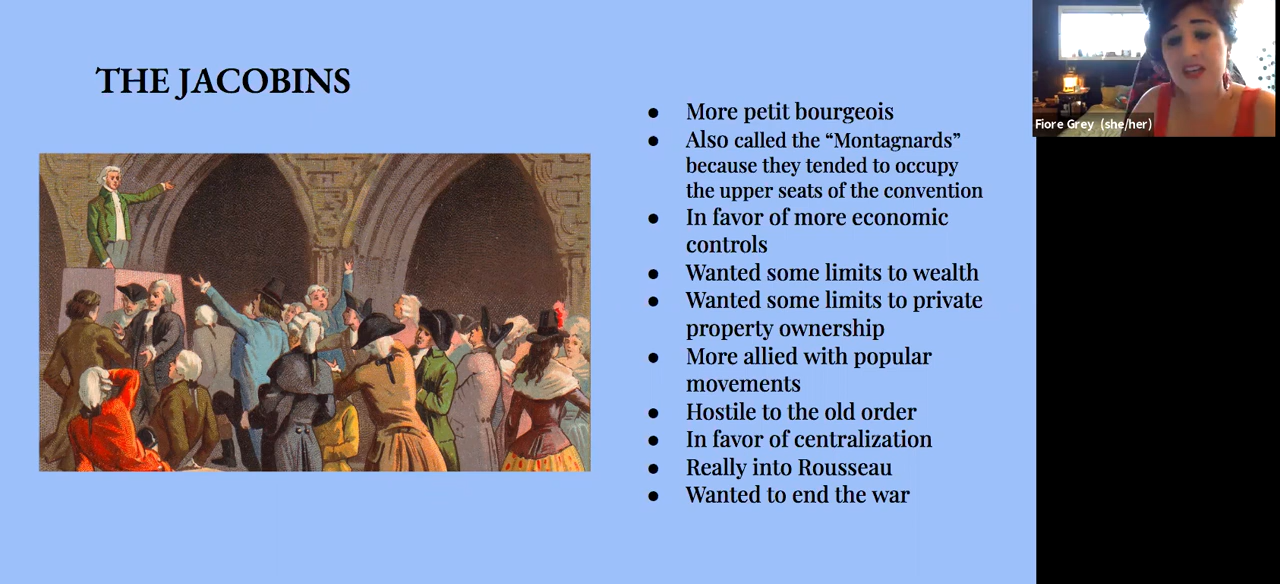 THE JACOBINS
● More petit bourgeois
● Also called the “Montagnards”
because they tended to occupy
the upper seats of the convention
● In favor of more economic
controls
● Wanted some limits to wealth
● Wanted some limits to private
property ownership
● More allied with popular
movements
● Hostile to the old order
● In favor of centralization
● Really into Rousseau
● Wanted to end the war
Fiore Grey (she/her)